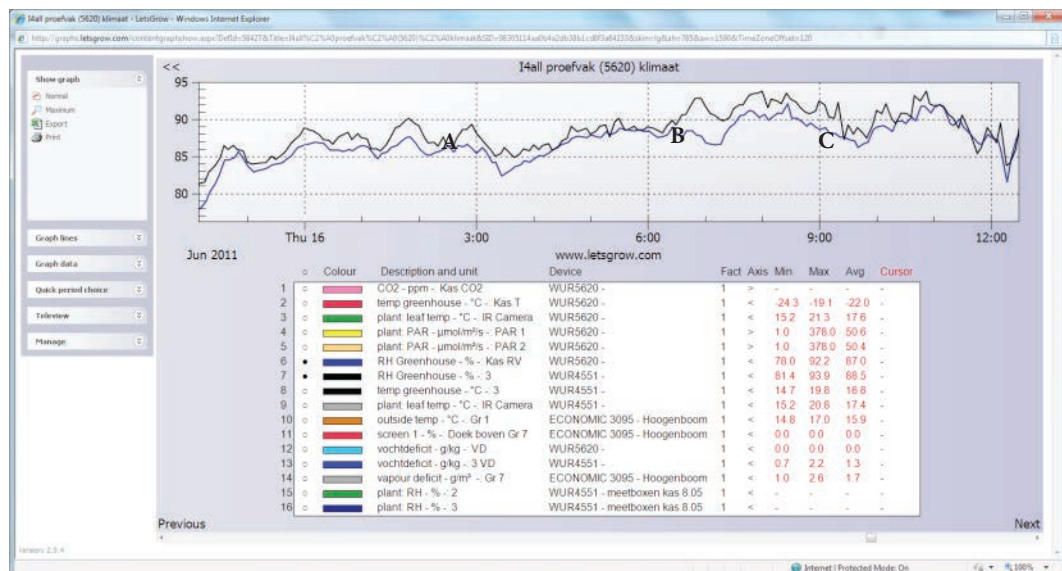 I4all proefvak (5620) klimaat - LetsGrow - Windows Internet Explorer
Show graph
Normal
Maximum
Export
Print
Graph lines
Graph data
Quick period choice
Teleview
Manage
<<
I4all proefvak (5620) klimaat
95
90
85
80
A
B
C
Thu 16
3:00
6:00
9:00
12:00
Jun 2011
www.letsgrow.com
Colour Description and unit Device Fact Axis Min Max Avg Cursor
1 CO2 - ppm - Kas CO2 WUR5620 - 1 > - - - -
2 temp greenhouse - °C - Kas T WUR5620 - 1 < -24.3 -19.1 -22.0 -
3 plant: leaf temp - °C - IR Camera WUR5620 - 1 < 15.2 21.3 17.6 -
4 plant: PAR - µmol/m²/s - PAR 1 WUR5620 - 1 > 1.0 378.0 50.6 -
5 plant: PAR - µmol/m²/s - PAR 2 WUR5620 - 1 > 1.0 378.0 50.4 -
6 RH Greenhouse - % - Kas RV WUR5620 - 1 < 78.0 92.2 87.0 -
7 RH Greenhouse - % - 3 WUR4551 - 1 < 81.4 93.9 88.5 -
8 temp greenhouse - °C - 3 WUR4551 - 1 < 14.7 19.8 16.8 -
9 plant: leaf temp - °C - IR Camera WUR4551 - 1 < 15.2 20.6 17.4 -
10 outside temp - °C - Gr 1 ECONOMIC 3095 - Hoogenboom 1 < 14.8 17.0 15.9 -
11 screen 1 - % - Doek boven Gr 7 ECONOMIC 3095 - Hoogenboom 1 < 0.0 0.0 0.0 -
12 vochtdeficit - g/kg - VD WUR5620 - 1 < 0.0 0.0 0.0 -
13 vochtdeficit - g/kg - 3 VD WUR4551 - 1 < 0.7 2.2 1.3 -
14 vapour deficit - g/m³ - Gr 7 ECONOMIC 3095 - Hoogenboom 1 < 1.0 2.6 1.7 -
15 plant: RH - % - 2 WUR4551 - meetboxen kas 8.05 1 < - - - -
16 plant: RH - % - 3 WUR4551 - meetboxen kas 8.05 1 < - - - -
Previous
Next
Version: 2.9.4
Internet | Protected Mode: On
100%